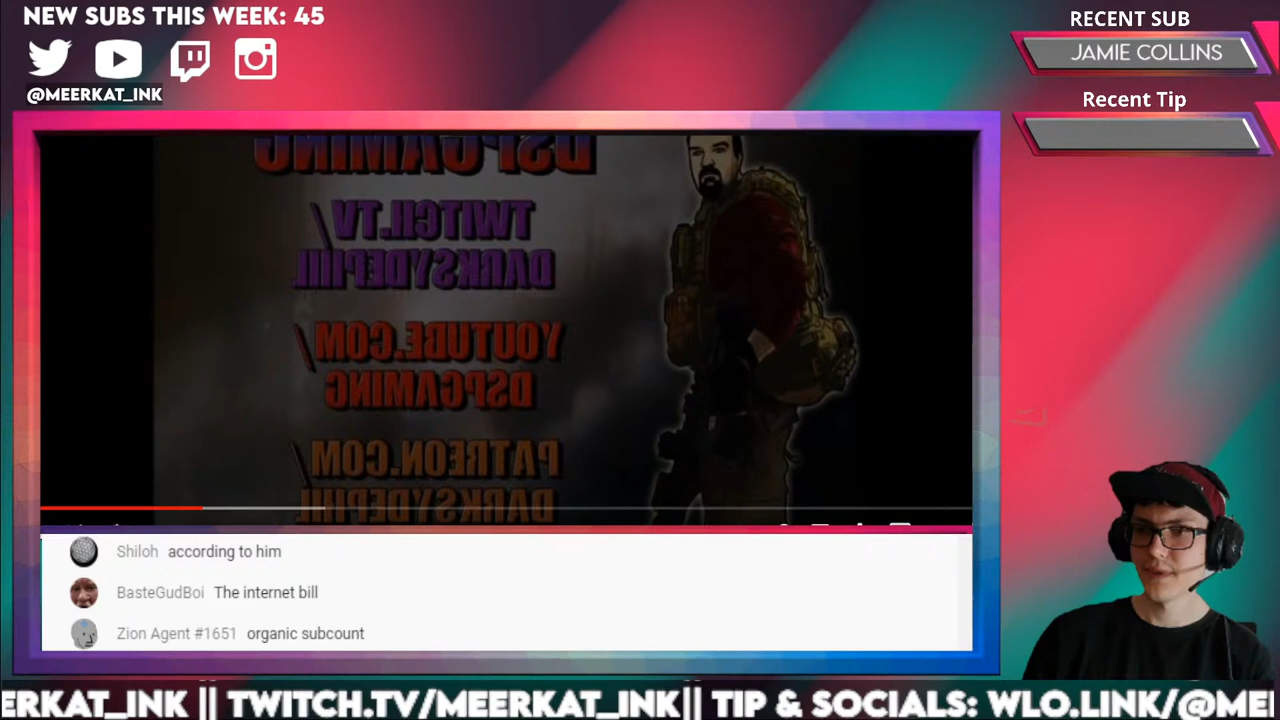 NEW SUBS THIS WEEK: 45
@MEERKAT_INK
RECENT SUB
JAMIE COLLINS
Recent Tip
DSPGAMING
TWITCH.TV/
DARKSYDEPHIL
YOUTUBE.COM/
DSPGAMING
PATREON.COM/
DARKSYDEPHIL
Shiloh according to him
BasteGudBoi The internet bill
Zion Agent #1651 organic subcount
ERKAT_INK || TWITCH.TV/MEERKAT_INK|| TIP & SOCIALS: WLO.LINK/@MEE